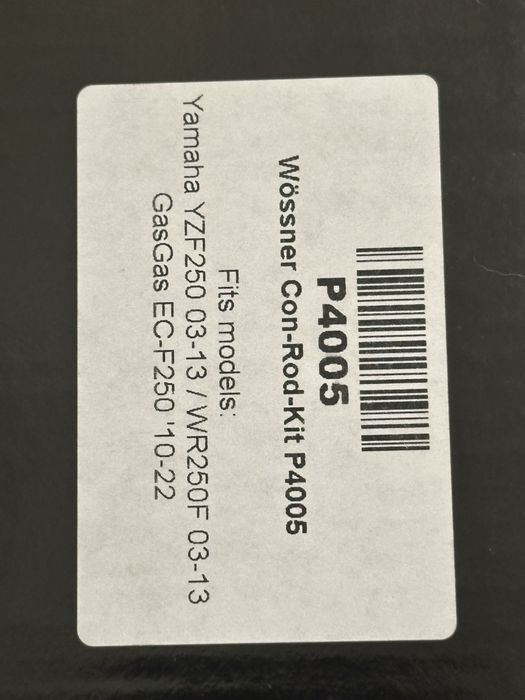 P4005
Wössner Con-Rod-Kit P4005
Fits models:
Yamaha YZF250 03-13 / WR250F 03-13
GasGas EC-F250 '10-22